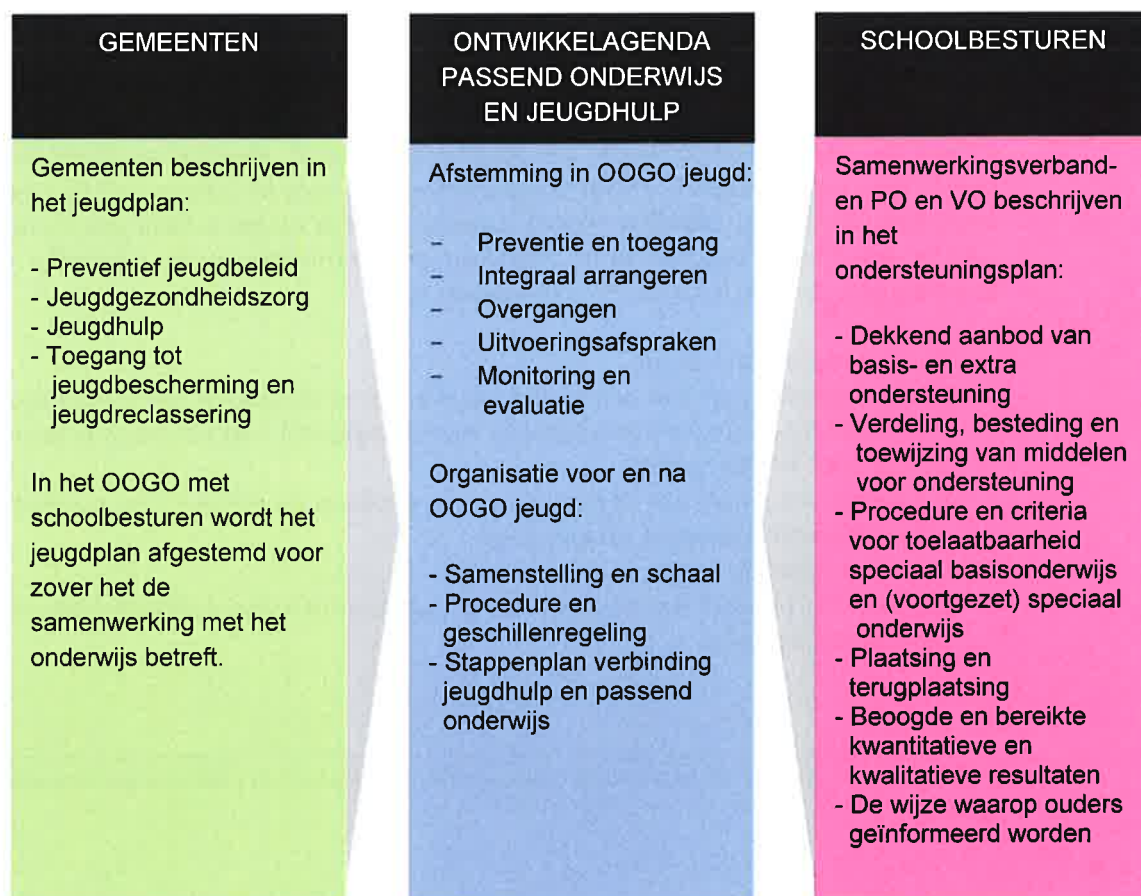 GEMEENTEN
Gemeenten beschrijven in
het jeugdplan:
- Preventief jeugdbeleid
- Jeugdgezondheidszorg
- Jeugdhulp
- Toegang tot
jeugdbescherming en
jeugdreclassering
In het OOGO met
schoolbesturen wordt het
jeugdplan afgestemd voor
zover het de
samenwerking met het
onderwijs betreft.
ONTWIKKELAGENDA
PASSEND ONDERWIJS
EN JEUGDHULP
Afstemming in OOGO jeugd:
- Preventie en toegang
- Integraal arrangeren
- Overgangen
- Uitvoeringsafspraken
- Monitoring en
evaluatie
Organisatie voor en na
OOGO jeugd:
- Samenstelling en schaal
- Procedure en
geschillenregeling
- Stappenplan verbinding
jeugdhulp en passend
onderwijs
SCHOOLBESTUREN
Samenwerkingsverband-
en PO en VO beschrijven
in het
ondersteuningsplan:
- Dekkend aanbod van
basis- en extra
ondersteuning
- Verdeling, besteding en
toewijzing van middelen
voor ondersteuning
- Procedure en criteria
voor toelaatbaarheid
speciaal basisonderwijs
en (voortgezet) speciaal
onderwijs
- Plaatsing en
terugplaatsing
- Beoogde en bereikte
kwantitatieve en
kwalitatieve resultaten
- De wijze waarop ouders
geïnformeerd worden